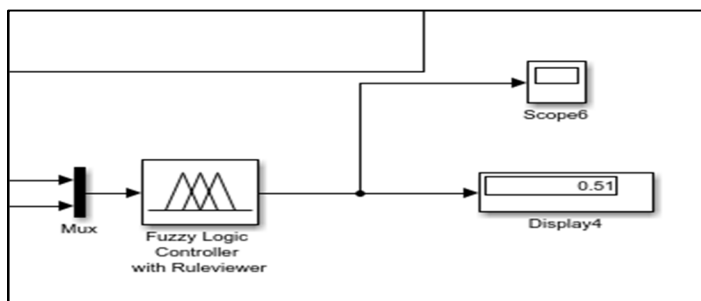 Scope6
0.51
Mux
Display4
Fuzzy Logic
Controller
with Ruleviewer